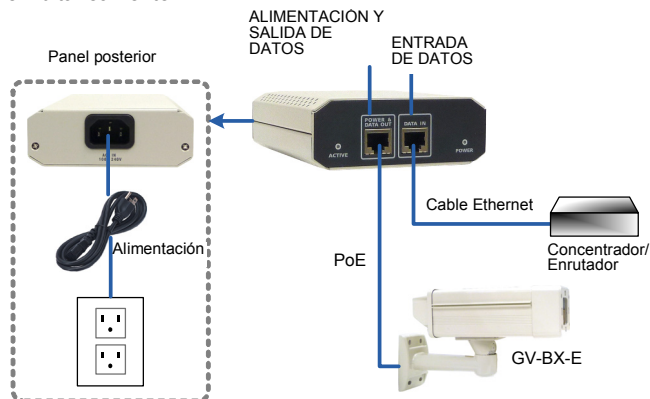 ALIMENTACIÓN Y
SALIDA DE
DATOS
ENTRADA
DE DATOS
Panel posterior
POWER &
DATA OUT
DATA IN
ACTIVE
POWER
Cable Ethernet
Alimentación
PoE
Concentrador/
Enrutador
GV-BX-E